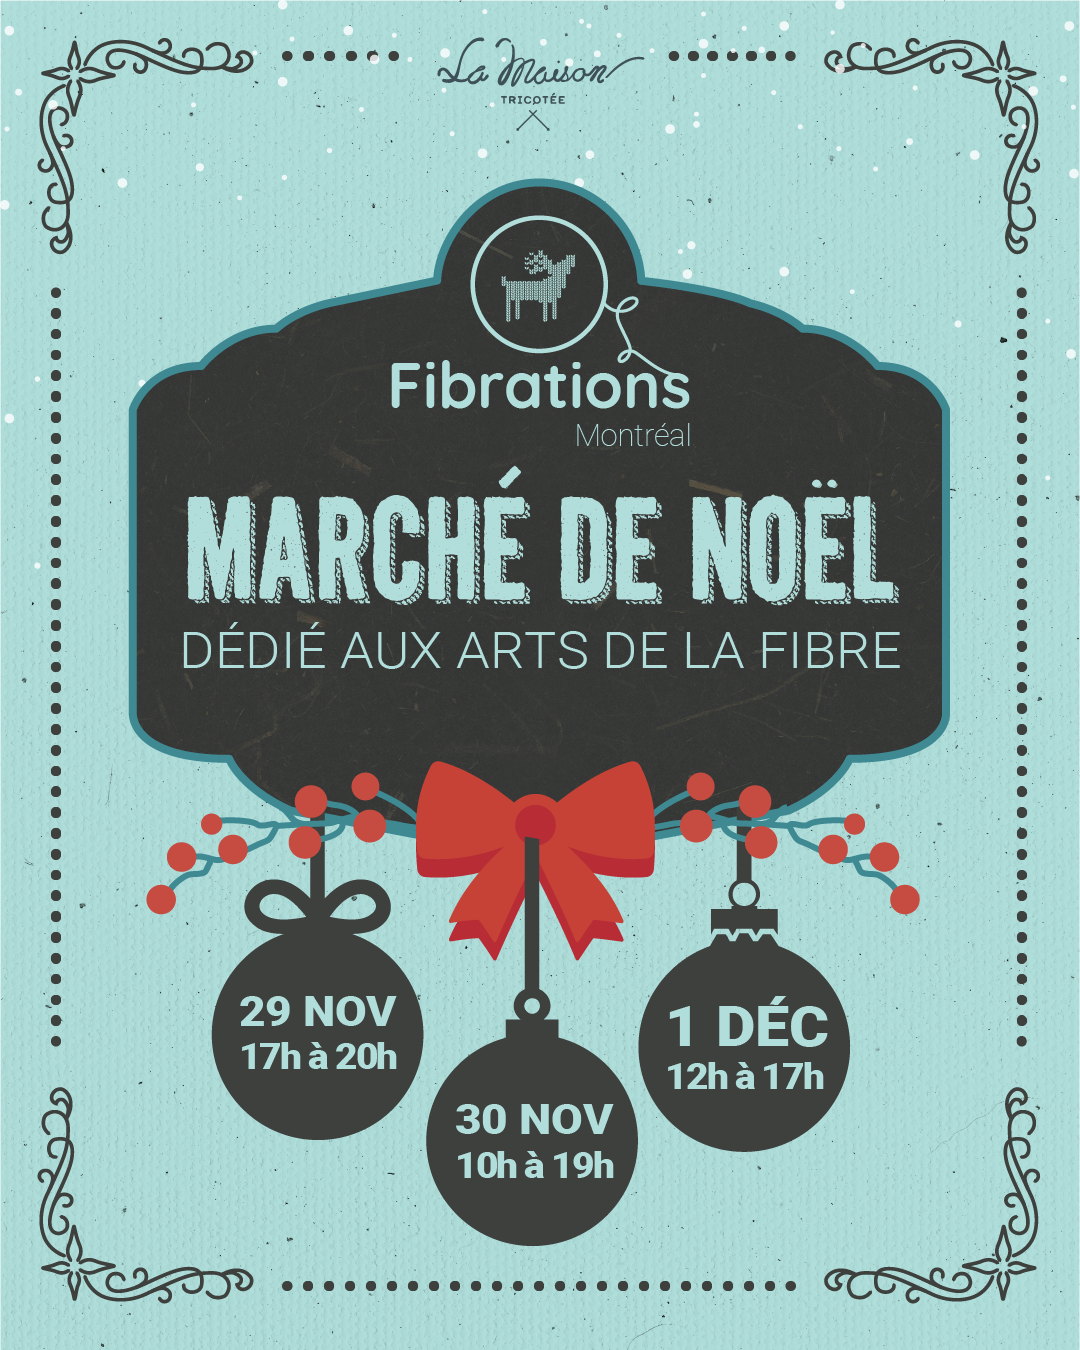 La Maison
TRICOTÉE
Fibrations
Montréal
MARCHÉ DE NOËL
DÉDIÉ AUX ARTS DE LA FIBRE
29 NOV
17h à 20h
30 NOV
10h à 19h
1 DÉC
12h à 17h